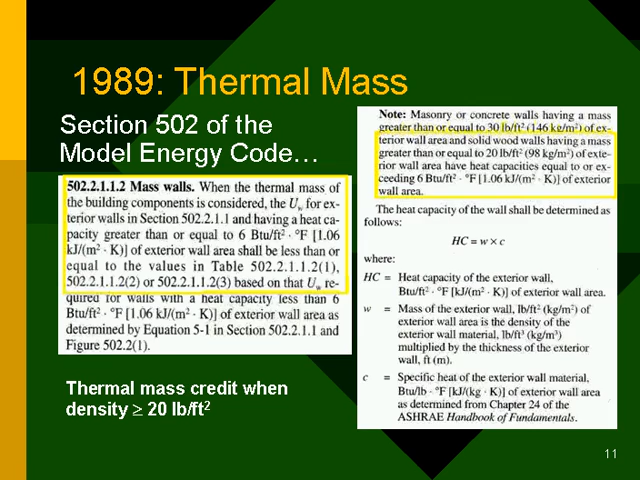 1989: Thermal Mass
Section 502 of the
Model Energy Code…
502.2.1.1.2 Mass walls. When the thermal mass of
the building components is considered, the Uw for ex-
terior walls in Section 502.2.1.1 and having a heat ca-
pacity greater than or equal to 6 Btu/ft² · °F [1.06
kJ/(m² · K)] of exterior wall area shall be less than or
equal to the values in Table 502.2.1.1.2(1),
502.2.1.1.2(2) or 502.2.1.1.2(3) based on that Uw re-
quired for walls with a heat capacity less than 6
Btu/ft² · °F [1.06 kJ/(m² · K)] of exterior wall area as
determined by Equation 5-1 in Section 502.2.1.1 and
Figure 502.2(1).
Thermal mass credit when
density ≥ 20 lb/ft²
Note: Masonry or concrete walls having a mass
greater than or equal to 30 lb/ft² (146 kg/m²) of ex-
terior wall area and solid wood walls having a mass
greater than or equal to 20 lb/ft² (98 kg/m²) of exte-
rior wall area have heat capacities equal to or ex-
ceeding 6 Btu/ft² · °F [1.06 kJ/(m² · K)] of exterior
wall area.
The heat capacity of the wall shall be determined as
follows:
HC = w × c
where:
HC = Heat capacity of the exterior wall,
Btu/ft² · °F [kJ/(m² · K)] of exterior wall area.
w = Mass of the exterior wall, lb/ft² (kg/m²) of
exterior wall area is the density of the
exterior wall material, lb/ft³ (kg/m³)
multiplied by the thickness of the exterior
wall, ft (m).
c = Specific heat of the exterior wall material,
Btu/lb · °F [kJ/(kg · K)] of exterior wall area
as determined from Chapter 24 of the
ASHRAE Handbook of Fundamentals.
11